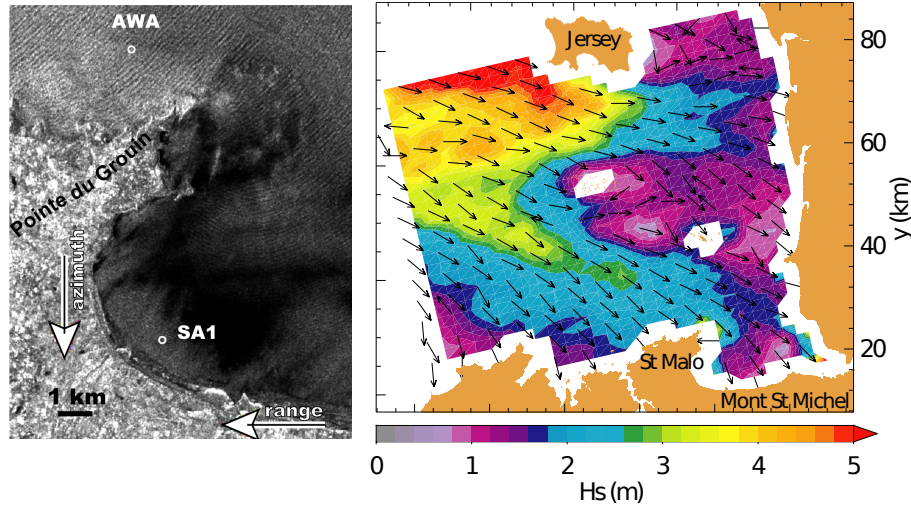 AWA
Pointe du Grouin
azimuth
SA1
1 km
range
Jersey
St Malo
Mont St Michel
80
60
40
20
y (km)
0 1 2 3 4 5
Hs (m)